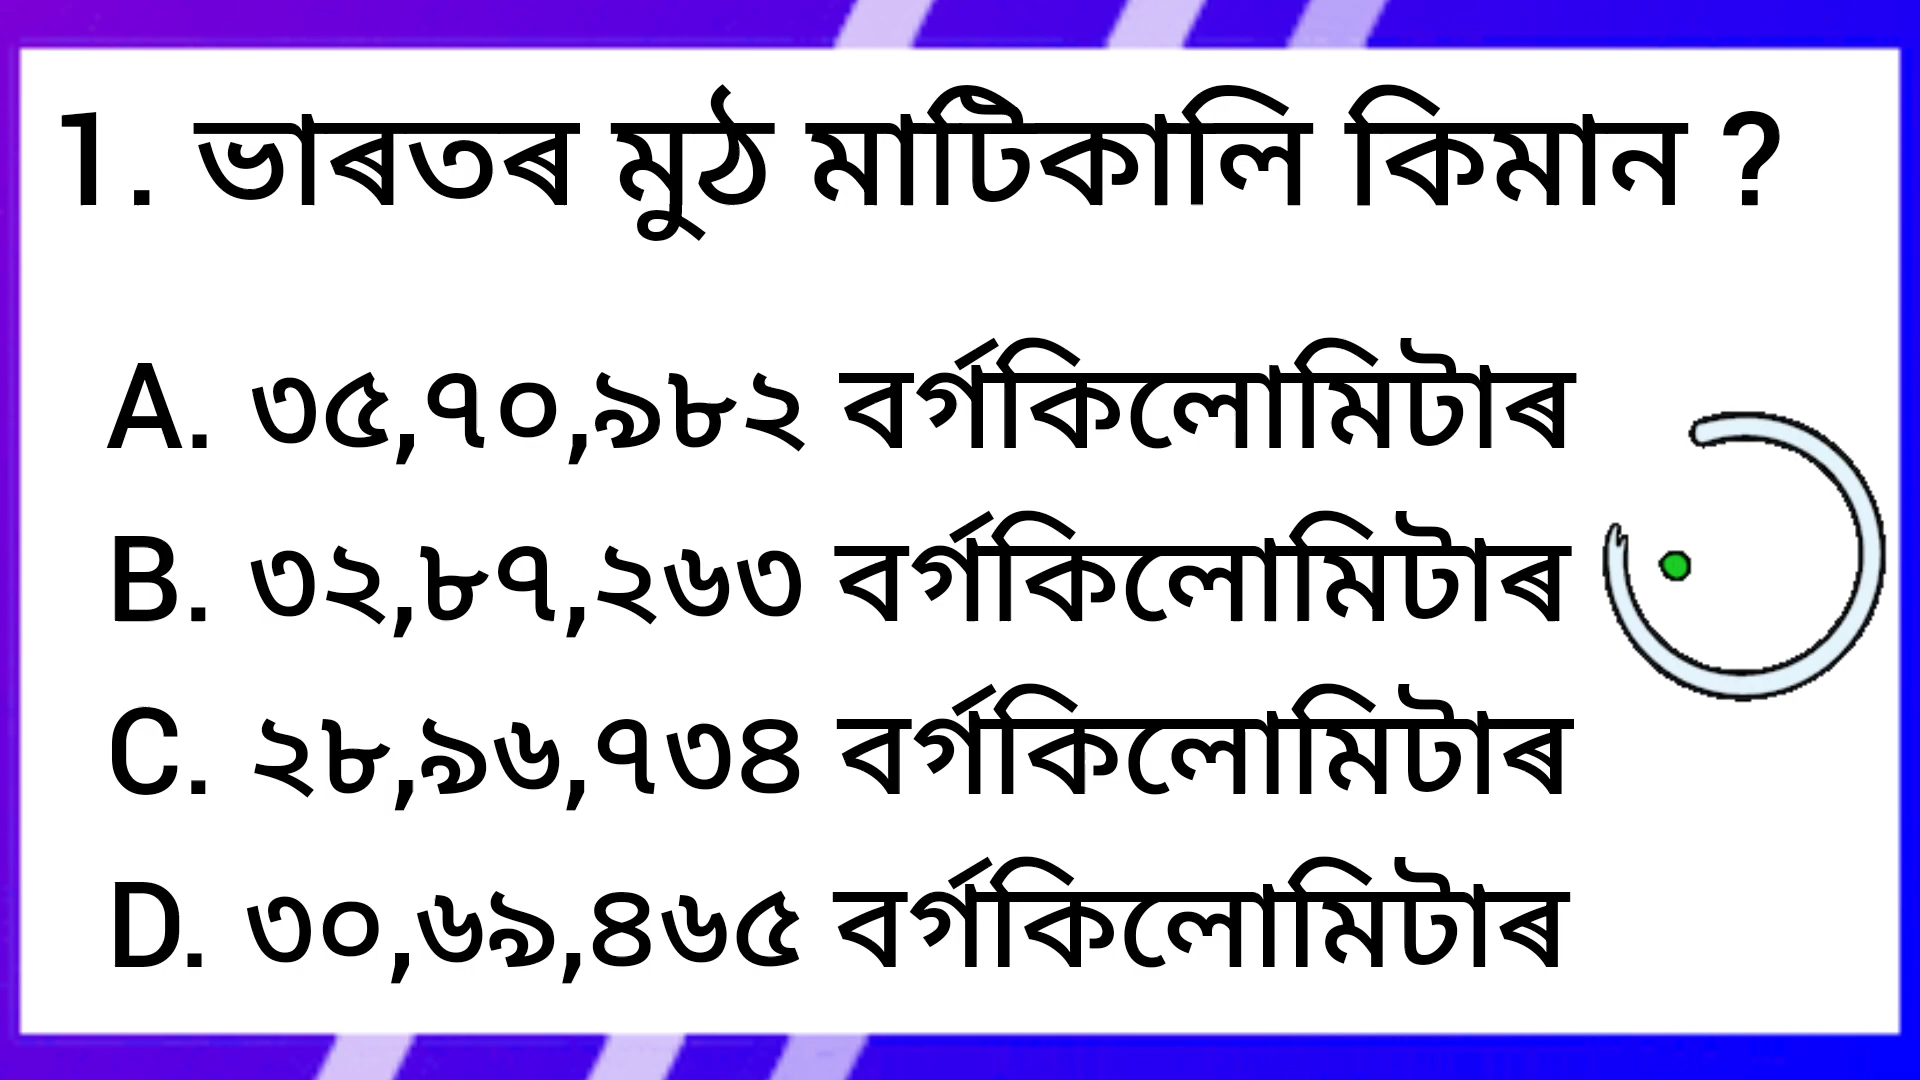 1. ভাৰতৰ মুঠ মাটিকালি কিমান ?
A. ৩৫,৭০,৯৮২ বৰ্গকিলোমিটাৰ
B. ৩২,৮৭,২৬৩ বৰ্গকিলোমিটাৰ
C. ২৮,৯৬,৭৩৪ বৰ্গকিলোমিটাৰ
D. ৩০,৬৯,৪৬৫ বৰ্গকিলোমিটাৰ